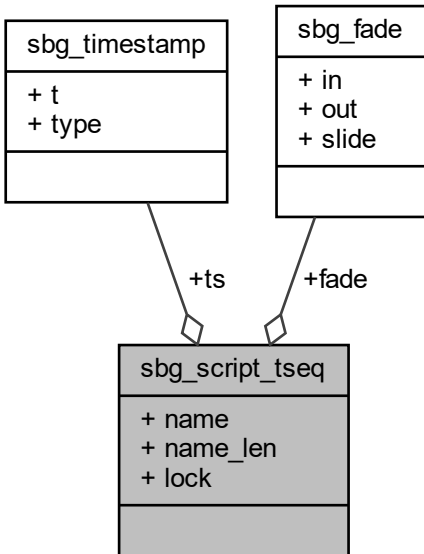 sbg_timestamp
+ t
+ type
sbg_fade
+ in
+ out
+ slide
+ts
+fade
sbg_script_tseq
+ name
+ name_len
+ lock